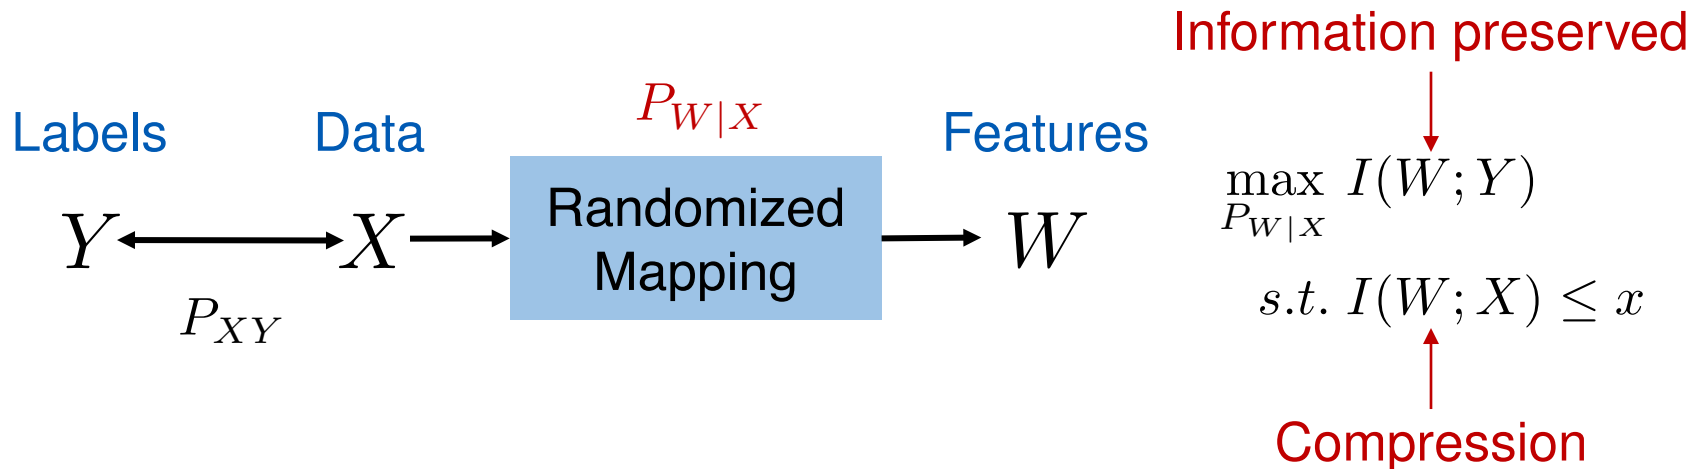 Information preserved
P_{W|X}
Labels
Data
Features
Y
X
Randomized
Mapping
W
max I(W;Y)
P_{W|X}
P_{XY}
s.t. I(W;X) ≤ x
Compression